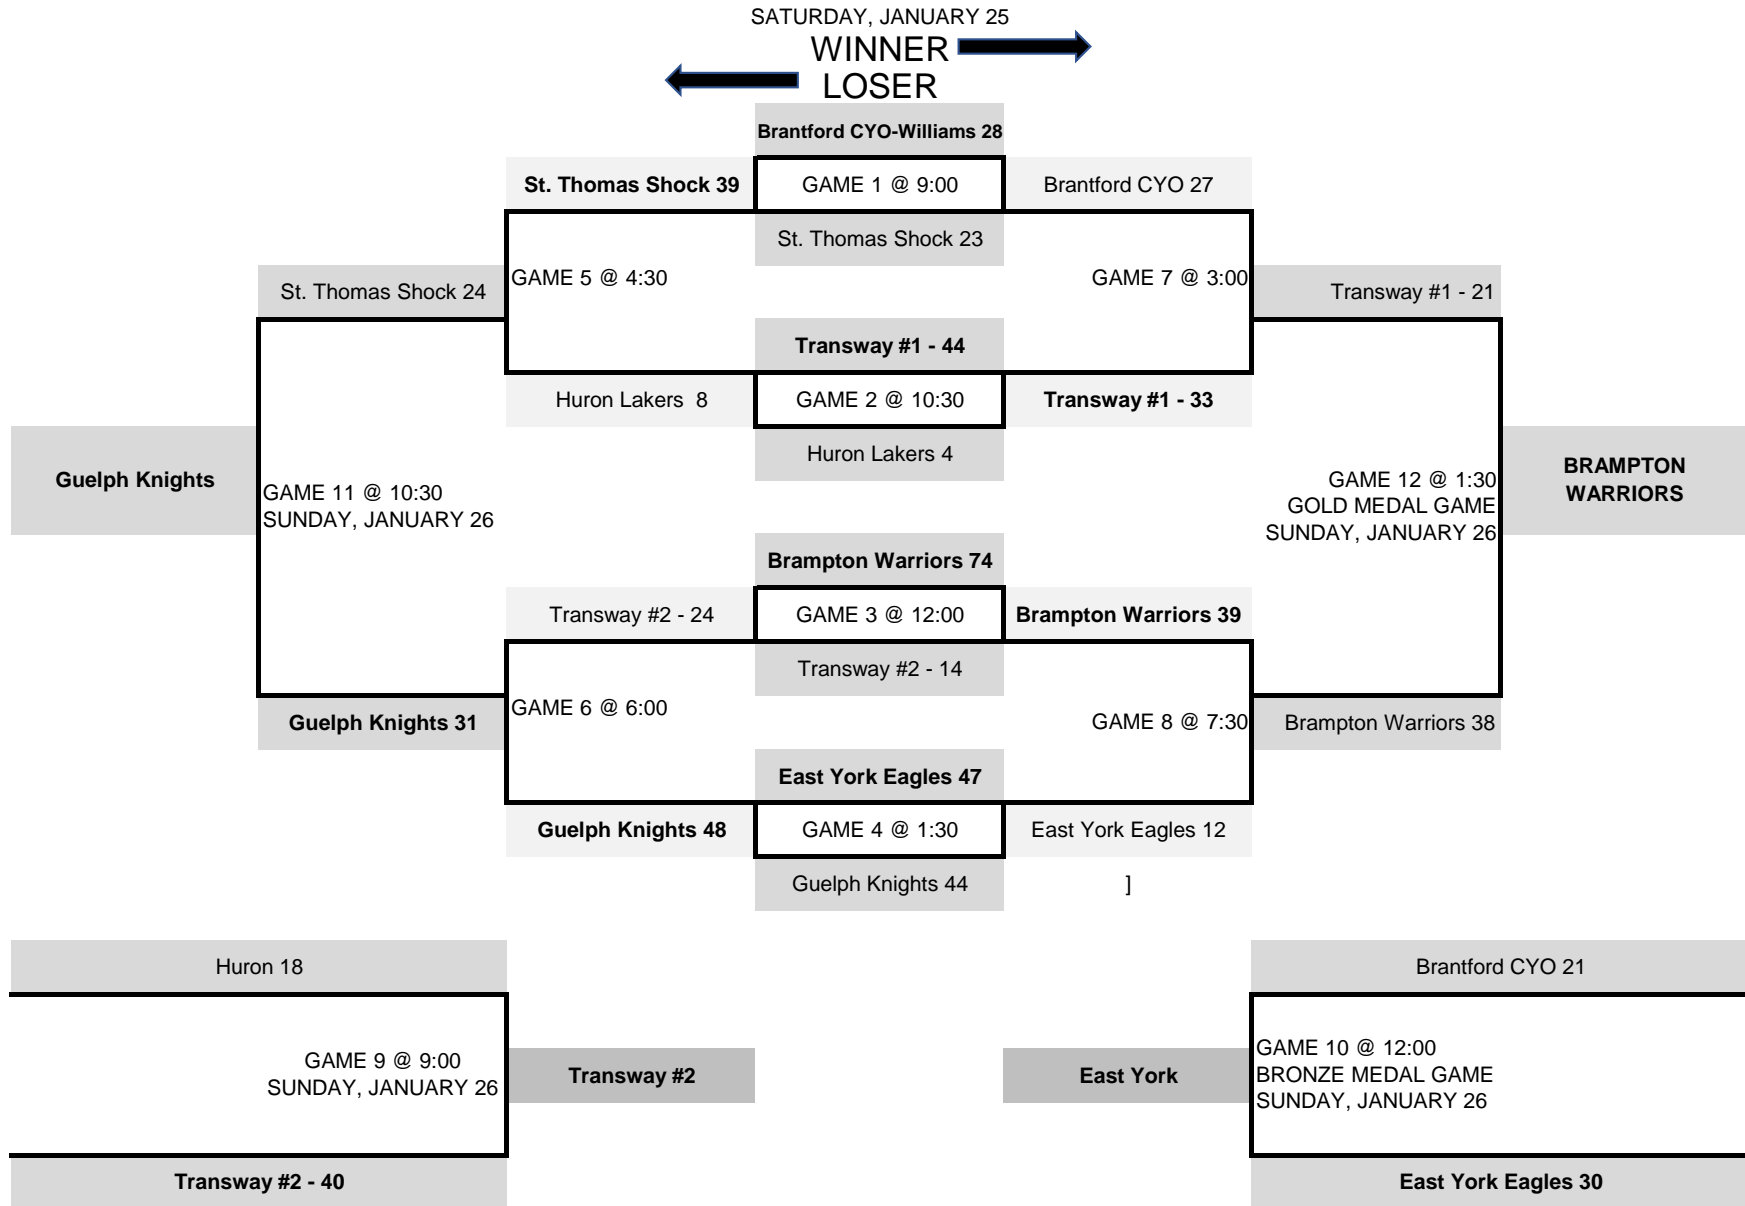 SATURDAY, JANUARY 25
WINNER
LOSER
Brantford CYO-Williams 28
St. Thomas Shock 39
GAME 1 @ 9:00
Brantford CYO 27
St. Thomas Shock 23
St. Thomas Shock 24
GAME 5 @ 4:30
GAME 7 @ 3:00
Transway #1 - 21
Transway #1 - 44
Huron Lakers 8
GAME 2 @ 10:30
Transway #1 - 33
Huron Lakers 4
Guelph Knights
GAME 11 @ 10:30
SUNDAY, JANUARY 26
GAME 12 @ 1:30
GOLD MEDAL GAME
SUNDAY, JANUARY 26
BRAMPTON
WARRIORS
Brampton Warriors 74
Transway #2 - 24
GAME 3 @ 12:00
Brampton Warriors 39
Transway #2 - 14
Guelph Knights 31
GAME 6 @ 6:00
GAME 8 @ 7:30
Brampton Warriors 38
East York Eagles 47
Guelph Knights 48
GAME 4 @ 1:30
East York Eagles 12
Guelph Knights 44
]
Huron 18
Brantford CYO 21
GAME 9 @ 9:00
SUNDAY, JANUARY 26
Transway #2
East York
GAME 10 @ 12:00
BRONZE MEDAL GAME
SUNDAY, JANUARY 26
Transway #2 - 40
East York Eagles 30